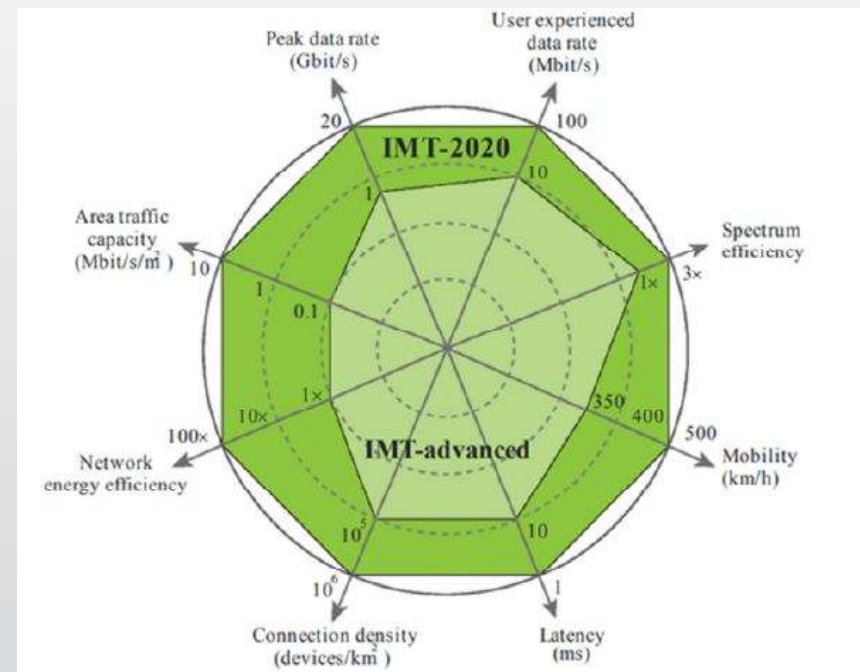 User experienced
data rate
(Mbit/s)
Peak data rate
(Gbit/s)
20
100
IMT-2020
1
10
Area traffic
capacity
(Mbit/s/m²)
Spectrum
efficiency
10
1
0.1
1×
3×
1×
10×
100×
350
400
500
Network
energy efficiency
IMT-advanced
Mobility
(km/h)
10⁵
10
10⁶
1
Connection density
(devices/km²)
Latency
(ms)